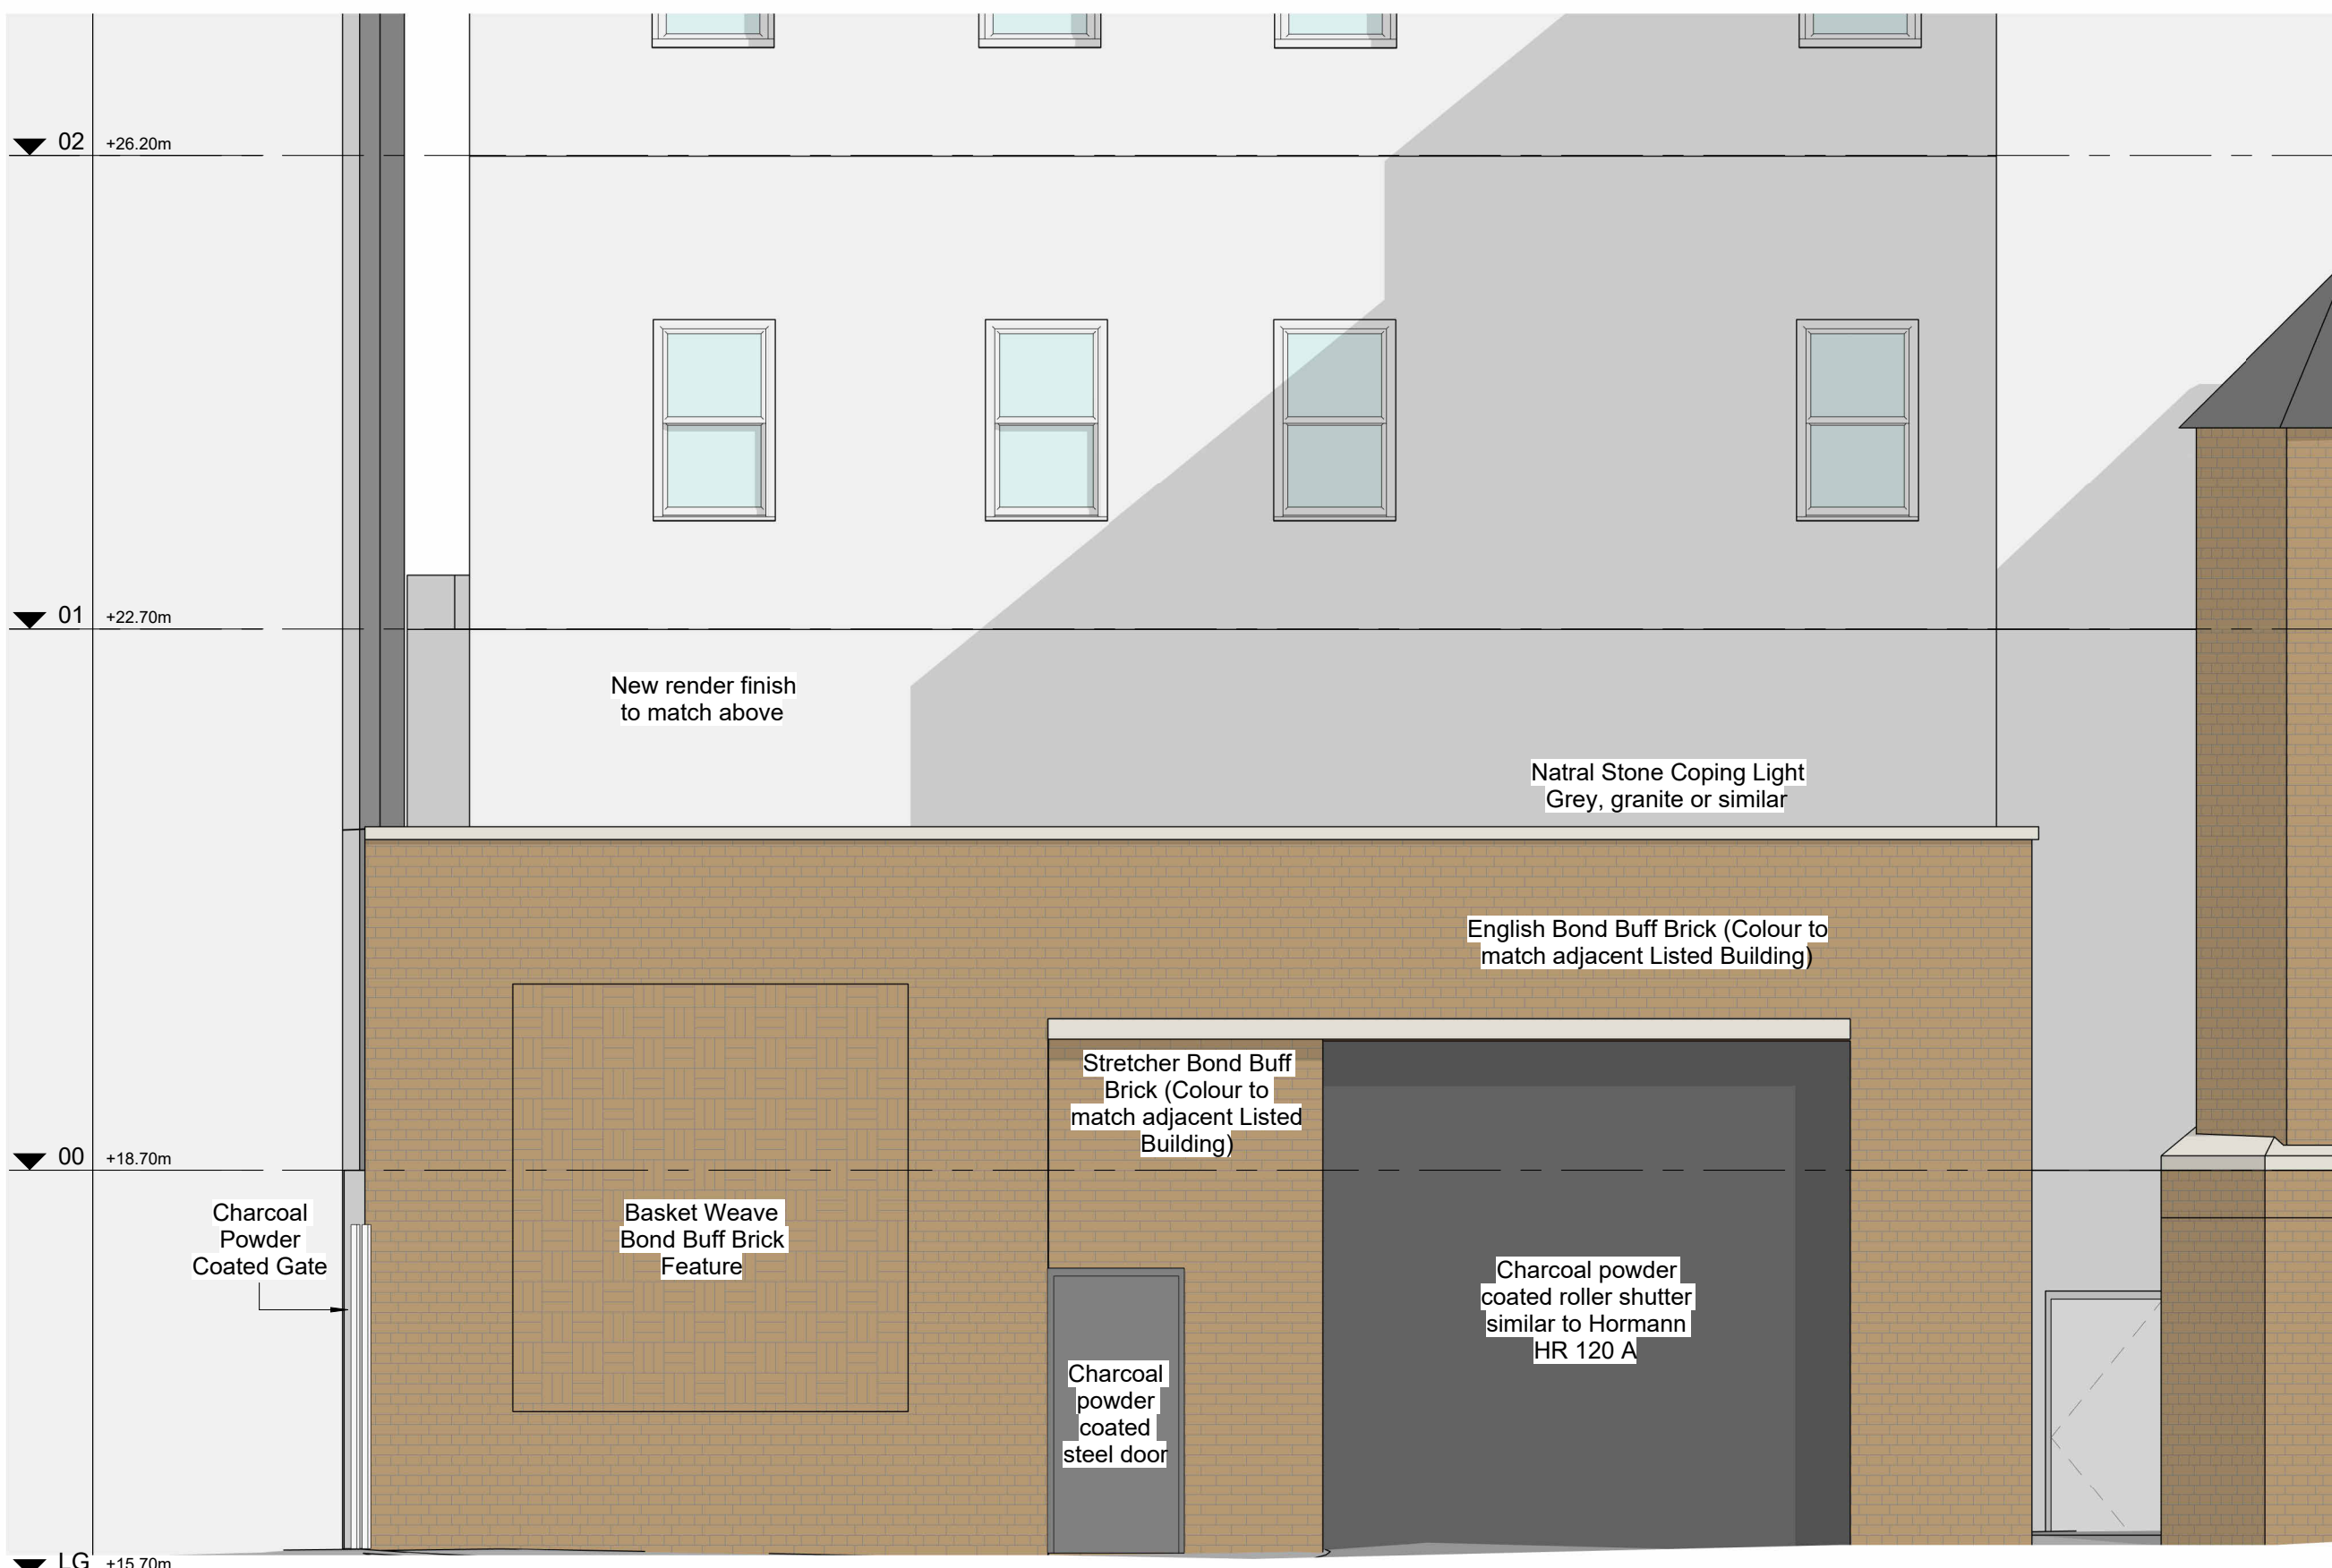 02 +26.20m
01 +22.70m
New render finish
to match above
Natral Stone Coping Light
Grey, granite or similar
English Bond Buff Brick (Colour to
match adjacent Listed Building)
Stretcher Bond Buff
Brick (Colour to
match adjacent Listed
Building)
00 +18.70m
Charcoal
Powder
Coated Gate
Basket Weave
Bond Buff Brick
Feature
Charcoal powder
coated roller shutter
similar to Hormann
HR 120 A
Charcoal
powder
coated
steel door
LG +15.70m